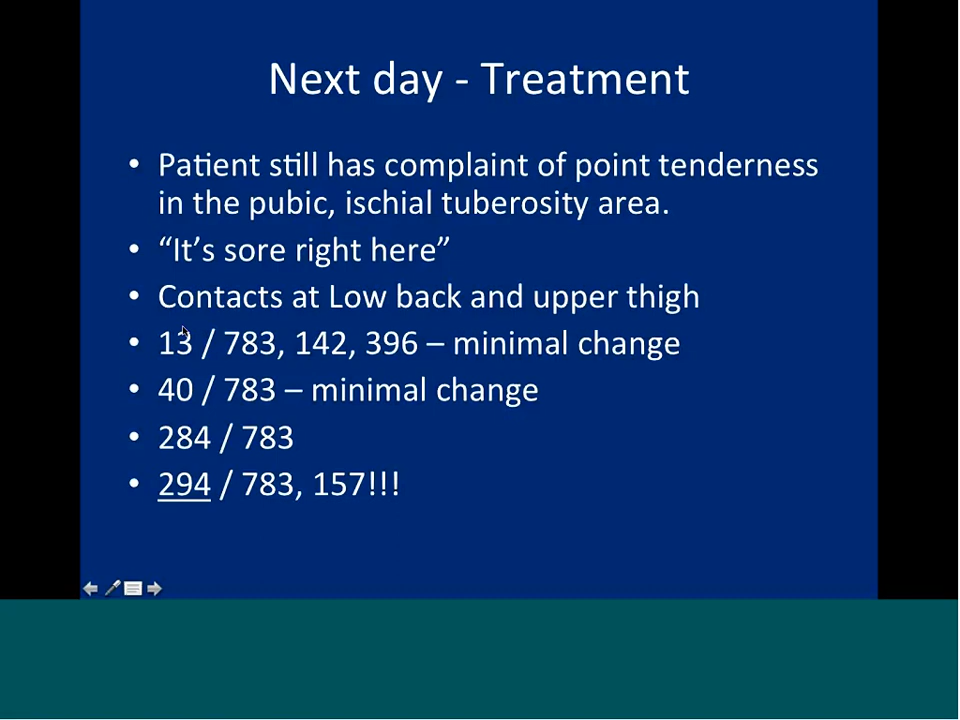 Next day - Treatment
• Patient still has complaint of point tenderness
in the pubic, ischial tuberosity area.
• “It’s sore right here”
• Contacts at Low back and upper thigh
• 13 / 783, 142, 396 – minimal change
• 40 / 783 – minimal change
• 284 / 783
• 294 / 783, 157!!!